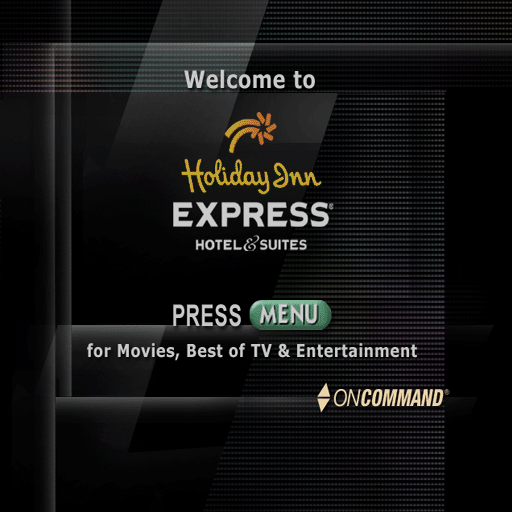 Welcome to
Holiday Inn
EXPRESS®
HOTEL & SUITES
PRESS MENU
for Movies, Best of TV & Entertainment
ONCOMMAND®